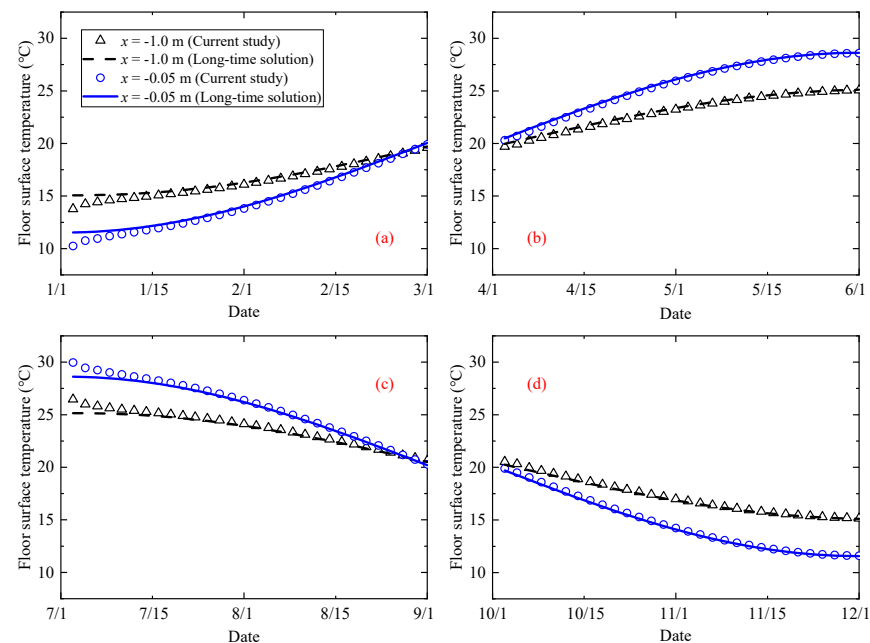 x = -1.0 m (Current study)
x = -1.0 m (Long-time solution)
x = -0.05 m (Current study)
x = -0.05 m (Long-time solution)
Floor surface temperature (℃)
30
25
20
15
10
(a)
1/1
1/15
2/1
2/15
3/1
Date
Floor surface temperature (℃)
30
25
20
15
10
(b)
4/1
4/15
5/1
5/15
6/1
Date
Floor surface temperature (℃)
30
25
20
15
10
(c)
7/1
7/15
8/1
8/15
9/1
Date
Floor surface temperature (℃)
30
25
20
15
10
(d)
10/1
10/15
11/1
11/15
12/1
Date